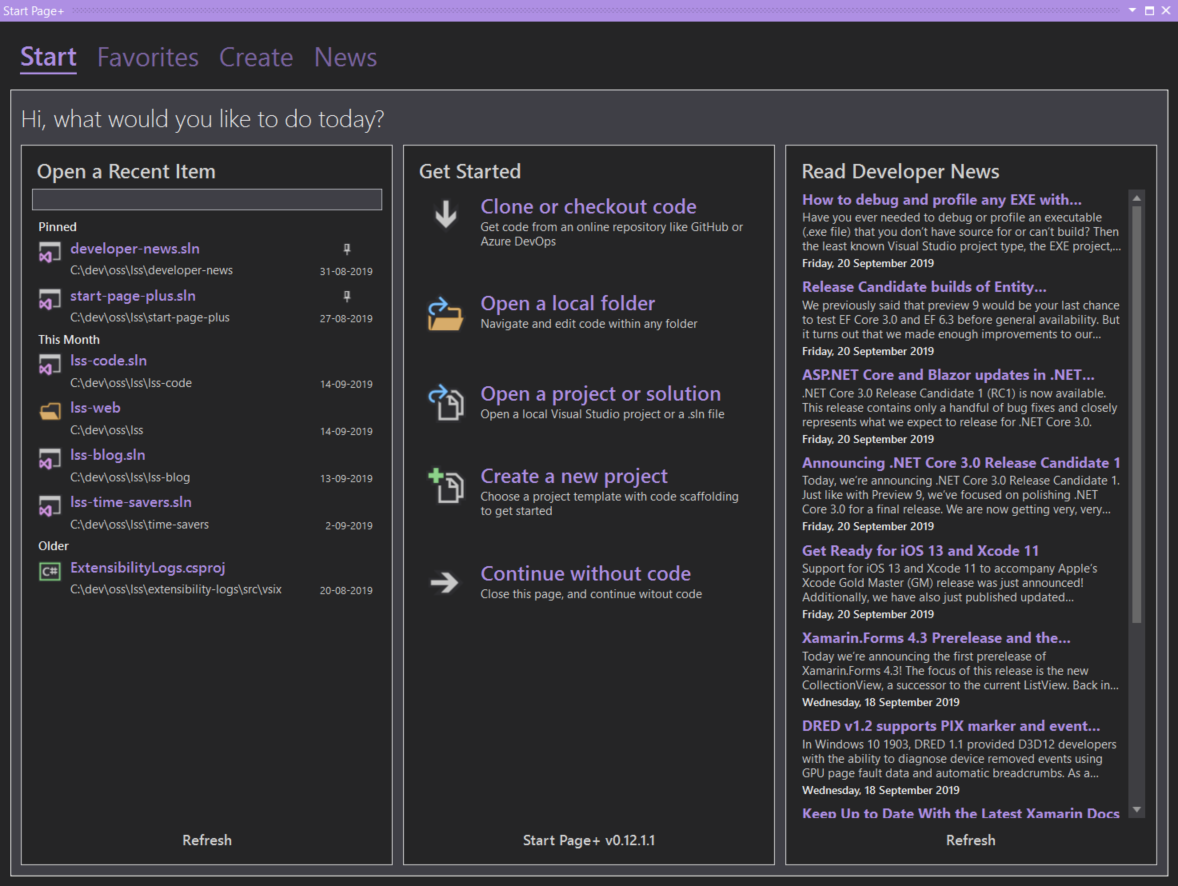 Start Page+
Start
Favorites
Create
News
Hi, what would you like to do today?
Open a Recent Item
Pinned
developer-news.sln
C:\dev\oss\lss\developer-news
31-08-2019
start-page-plus.sln
C:\dev\oss\lss\start-page-plus
27-08-2019
This Month
lss-code.sln
C:\dev\oss\lss\lss-code
14-09-2019
lss-web
C:\dev\oss\lss
14-09-2019
lss-blog.sln
C:\dev\oss\lss\lss-blog
13-09-2019
lss-time-savers.sln
C:\dev\oss\lss\time-savers
2-09-2019
Older
C#
ExtensibilityLogs.csproj
C:\dev\oss\lss\extensibility-logs\src\vsix
20-08-2019
Refresh
Get Started
Clone or checkout code
Get code from an online repository like GitHub or
Azure DevOps
Open a local folder
Navigate and edit code within any folder
Open a project or solution
Open a local Visual Studio project or a .sln file
Create a new project
Choose a project template with code scaffolding
to get started
Continue without code
Close this page, and continue witout code
Start Page+ v0.12.1.1
Read Developer News
How to debug and profile any EXE with...
Have you ever needed to debug or profile an executable
(.exe file) that you don't have source for or can't build? Then
the least known Visual Studio project type, the EXE project,...
Friday, 20 September 2019
Release Candidate builds of Entity...
We previously said that preview 9 would be your last chance
to test EF Core 3.0 and EF 6.3 before general availability. But
it turns out that we made enough improvements to our...
Friday, 20 September 2019
ASP.NET Core and Blazor updates in .NET...
.NET Core 3.0 Release Candidate 1 (RC1) is now available.
This release contains only a handful of bug fixes and closely
represents what we expect to release for .NET Core 3.0.
Friday, 20 September 2019
Announcing .NET Core 3.0 Release Candidate 1
Today, we're announcing .NET Core 3.0 Release Candidate 1.
Just like with Preview 9, we've focused on polishing .NET
Core 3.0 for a final release. We are now getting very, very...
Friday, 20 September 2019
Get Ready for iOS 13 and Xcode 11
Support for iOS 13 and Xcode 11 to accompany Apple's
Xcode Gold Master (GM) release was just announced!
Additionally, we have also just published updated...
Friday, 20 September 2019
Xamarin.Forms 4.3 Prerelease and the...
Today we're announcing the first prerelease of
Xamarin.Forms 4.3! The focus of this release is the new
CollectionView, a successor to the current ListView. Back in...
Wednesday, 18 September 2019
DRED v1.2 supports PIX marker and event...
In Windows 10 1903, DRED 1.1 provided D3D12 developers
with the ability to diagnose device removed events using
GPU page fault data and automatic breadcrumbs. As a...
Wednesday, 18 September 2019
Keep Up to Date With the Latest Xamarin Docs
Refresh